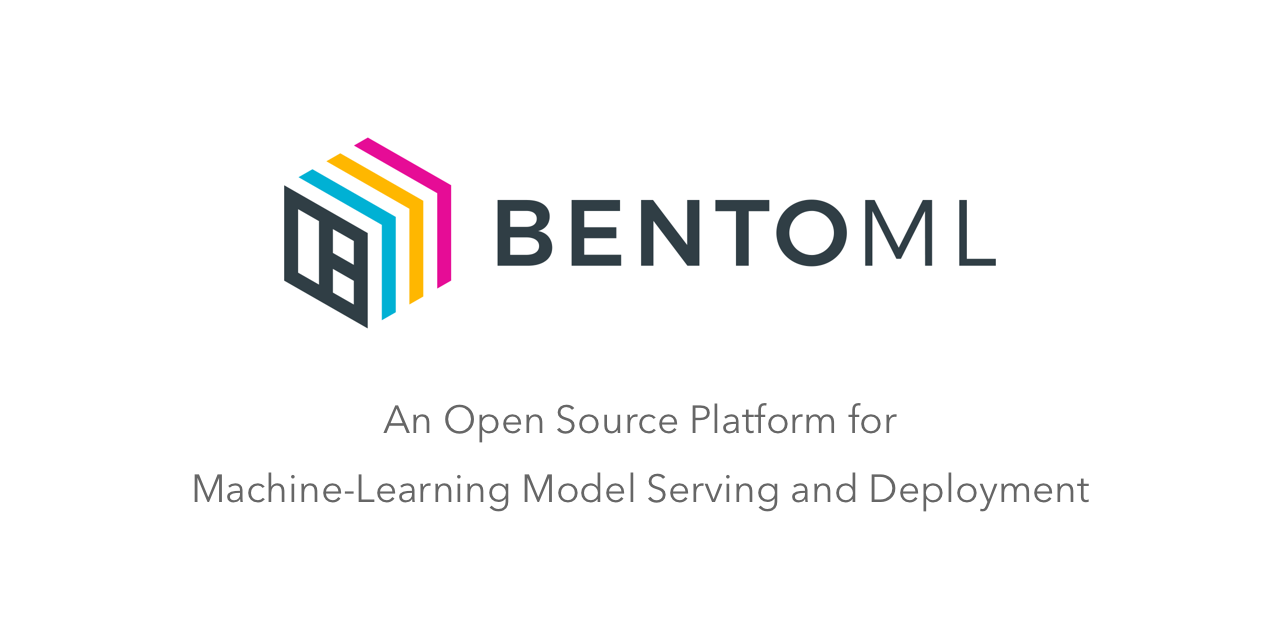 BENTOML
An Open Source Platform for
Machine-Learning Model Serving and Deployment